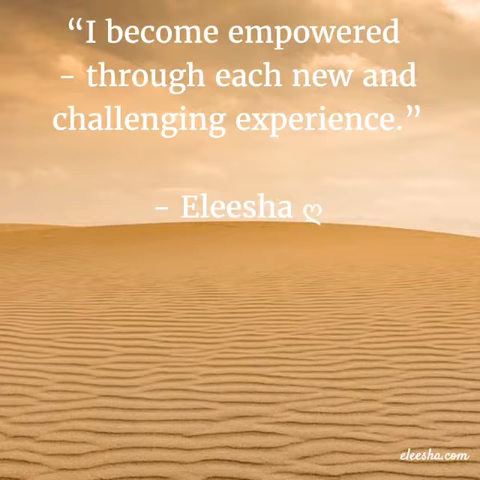 “I become empowered
- through each new and
challenging experience.”
- Eleesha ღ
eleesha.com